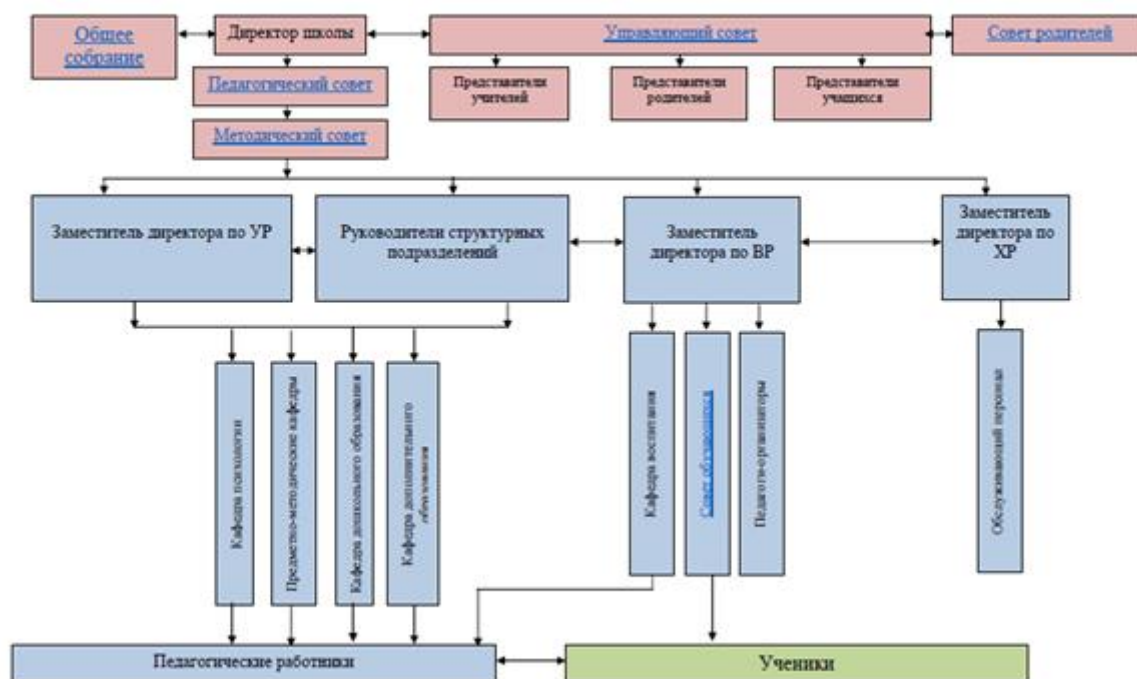 Общее
собрание
Директор школы
Управляющий совет
Совет родителей
Педагогический совет
Представители
учителей
Представители
родителей
Представители
учащихся
Методический совет
Заместитель директора по УР
Руководители структурных
подразделений
Заместитель
директора по ВР
Заместитель
директора по
ХР
Кафедра психологии
Предметно-методические кафедры
Кафедра дошкольного образования
Кафедра дополнительного
образования
Кафедра воспитания
Совет обучающихся
Педагоги-организаторы
Обслуживающий персонал
Педагогические работники
Ученики